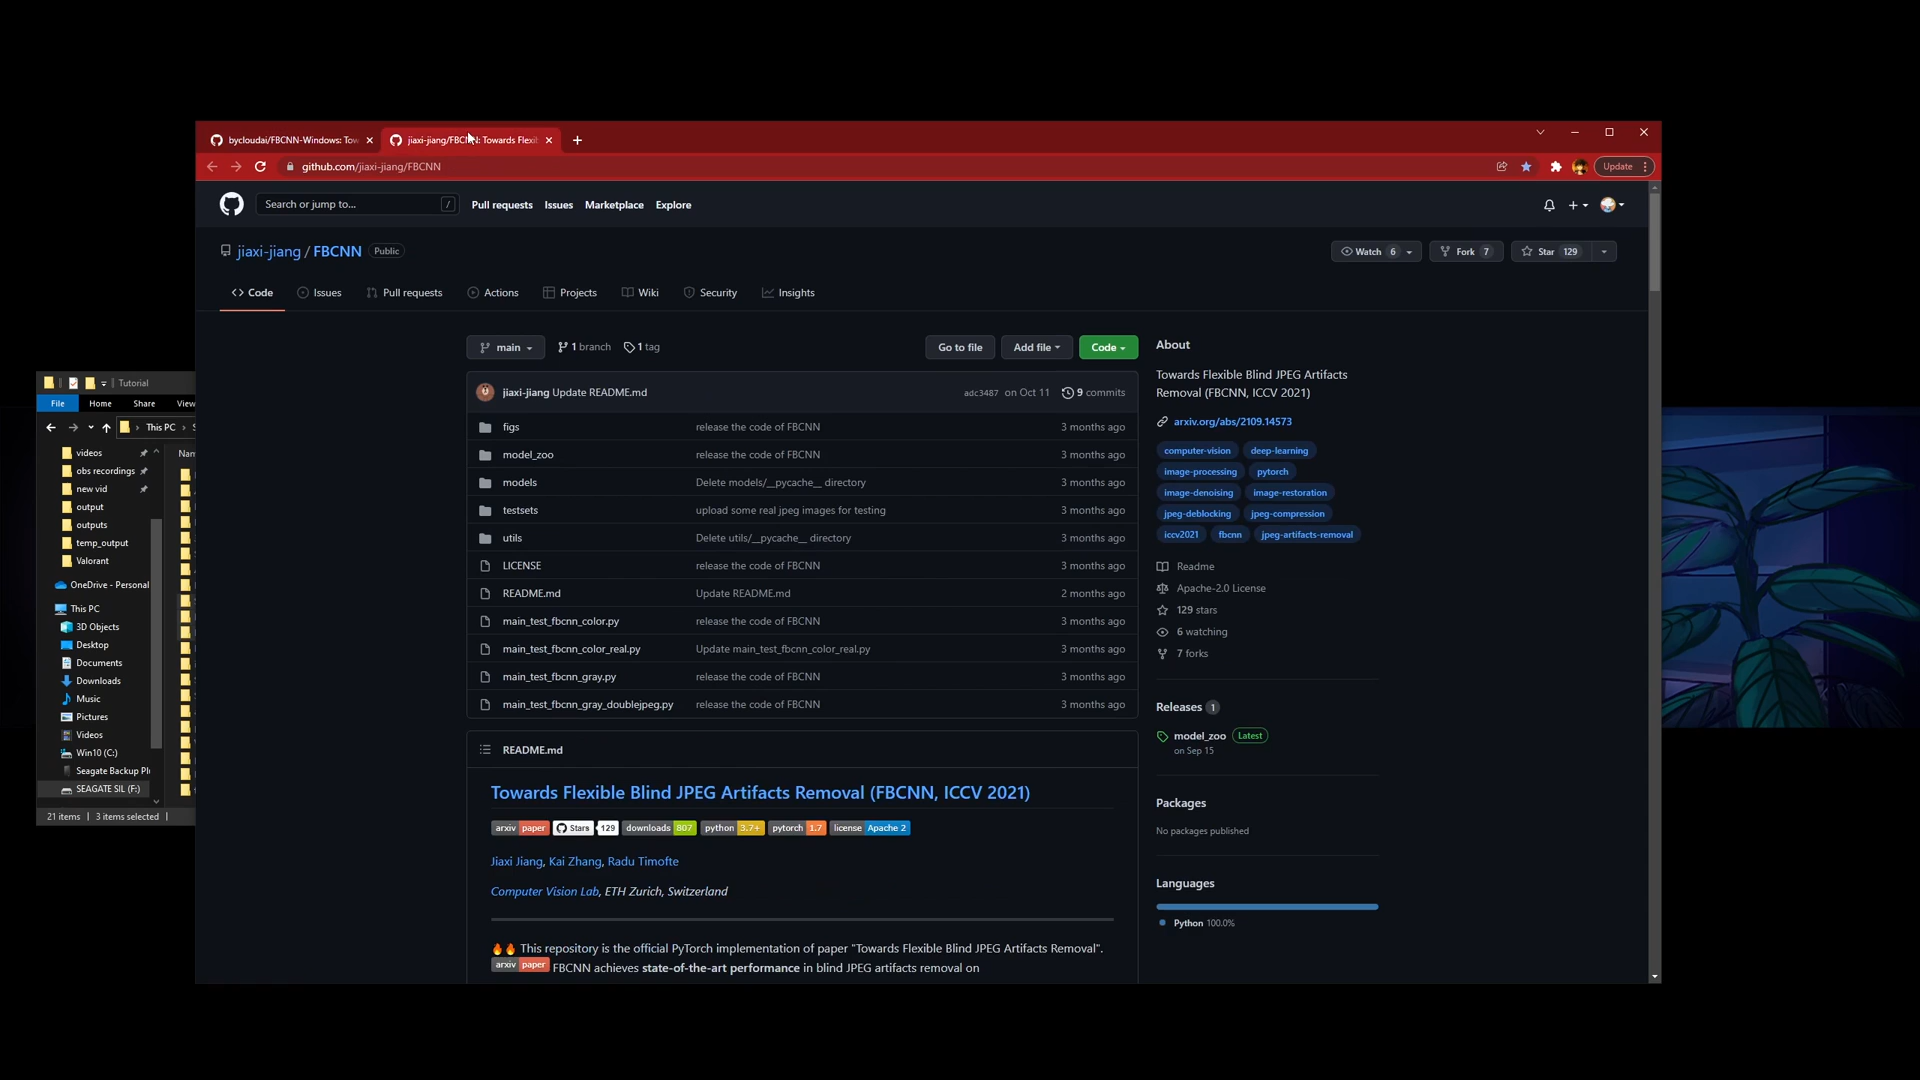 bycloudai/FBCNN-Windows: Tow
jiaxi-jiang/FBCNN: Towards Flexib
github.com/jiaxi-jiang/FBCNN
Update
Search or jump to...
/
Pull requests
Issues
Marketplace
Explore
jiaxi-jiang / FBCNN
Public
Watch 6
Fork 7
Star 129
Code
Issues
Pull requests
Actions
Projects
Wiki
Security
Insights
main
1 branch
1 tag
Go to file
Add file
Code
jiaxi-jiang Update README.md
adc3487 on Oct 11
9 commits
figs release the code of FBCNN 3 months ago
model_zoo release the code of FBCNN 3 months ago
models Delete models/__pycache__ directory 3 months ago
testsets upload some real jpeg images for testing 3 months ago
utils Delete utils/__pycache__ directory 3 months ago
LICENSE release the code of FBCNN 3 months ago
README.md Update README.md 2 months ago
main_test_fbcnn_color.py release the code of FBCNN 3 months ago
main_test_fbcnn_color_real.py Update main_test_fbcnn_color_real.py 3 months ago
main_test_fbcnn_gray.py release the code of FBCNN 3 months ago
main_test_fbcnn_gray_doublejpeg.py release the code of FBCNN 3 months ago
README.md
Towards Flexible Blind JPEG Artifacts Removal (FBCNN, ICCV 2021)
arxiv paper Stars 129 downloads 807 python 3.7+ pytorch 1.7 license Apache 2
Jiaxi Jiang, Kai Zhang, Radu Timofte
Computer Vision Lab, ETH Zurich, Switzerland
This repository is the official PyTorch implementation of paper "Towards Flexible Blind JPEG Artifacts Removal".
arxiv paper FBCNN achieves state-of-the-art performance in blind JPEG artifacts removal on
About
Towards Flexible Blind JPEG Artifacts
Removal (FBCNN, ICCV 2021)
arxiv.org/abs/2109.14573
computer-vision deep-learning
image-processing pytorch
image-denoising image-restoration
jpeg-deblocking jpeg-compression
iccv2021 fbcnn jpeg-artifacts-removal
Readme
Apache-2.0 License
129 stars
6 watching
7 forks
Releases 1
model_zoo Latest
on Sep 15
Packages
No packages published
Languages
Python 100.0%
Tutorial
File Home Share View
This PC
videos
obs recordings
new vid
output
outputs
temp_output
Valorant
OneDrive - Personal
This PC
3D Objects
Desktop
Documents
Downloads
Music
Pictures
Videos
Win10 (C:)
Seagate Backup Pl
SEAGATE SIL (F:)
21 items 3 items selected